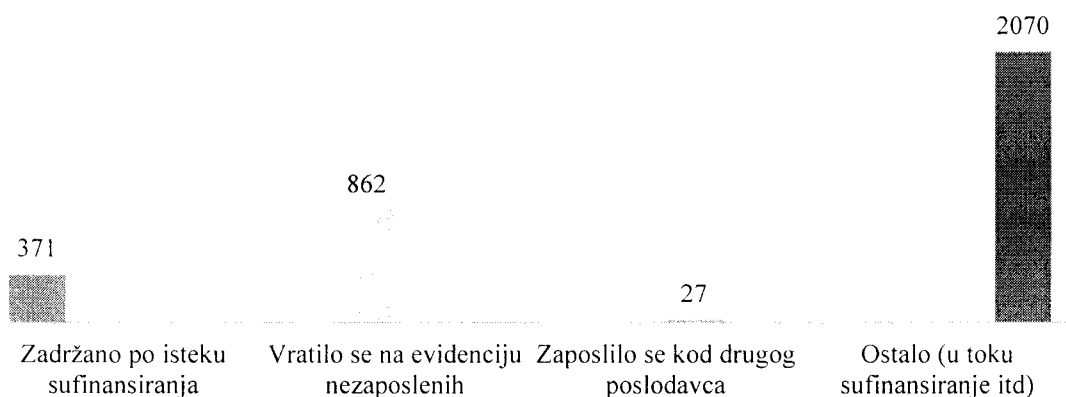 2070
862
371
27
Zadržano po isteku sufinansiranja
Vratilo se na evidenciju nezaposlenih
Zaposlilo se kod drugog poslodavca
Ostalo (u toku sufinansiranje itd)